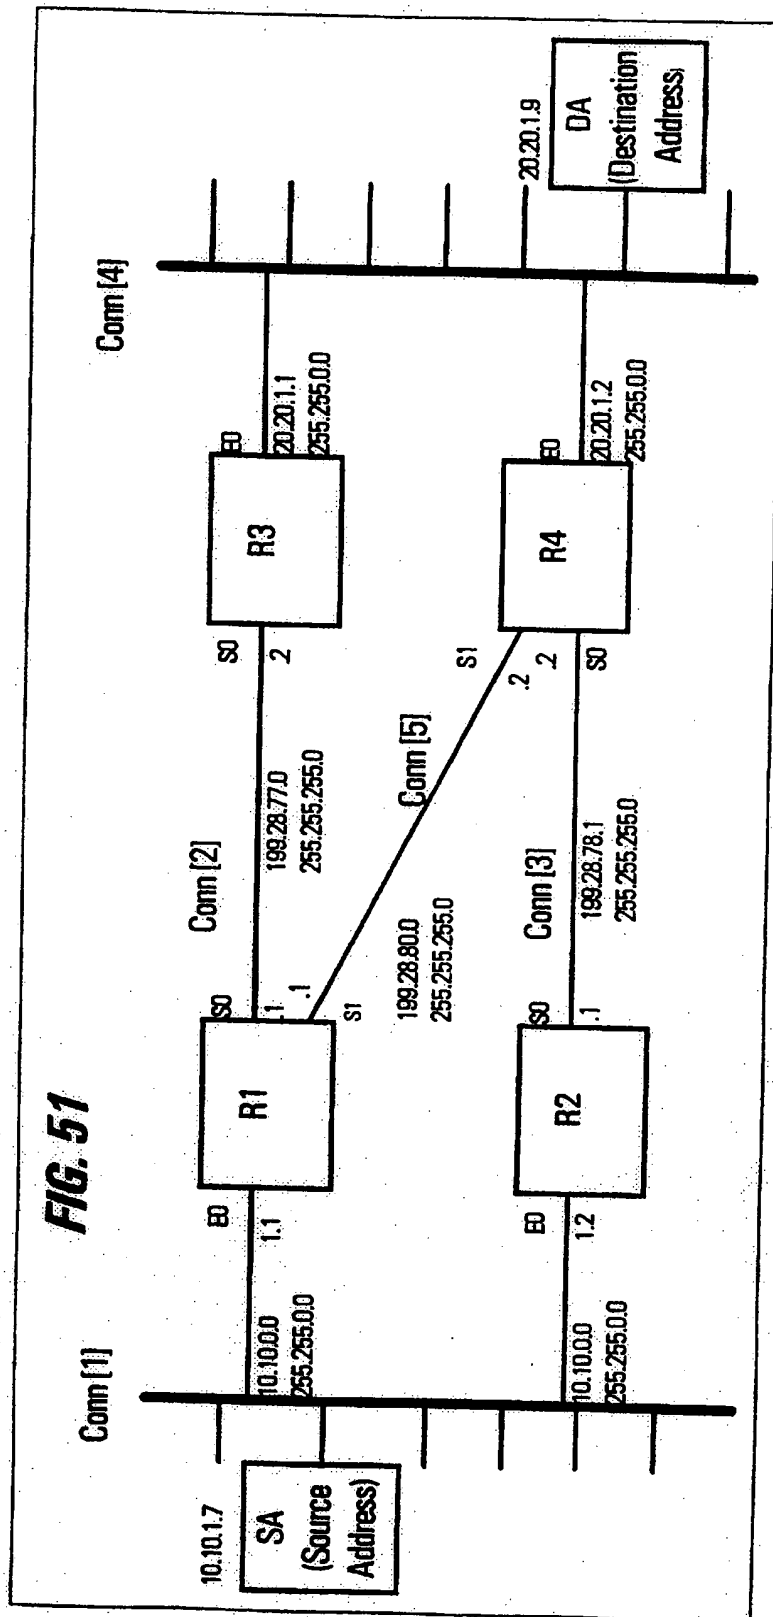 FIG. 51
Conn [1]
Conn [4]
10.10.1.7
SA
(Source
Address)
10.10.0.0
255.255.0.0
E0
1.1
R1
S0
.1
.1
S1
Conn [2]
199.28.77.0
255.255.255.0
S0
.2
R3
E0
20.20.1.1
255.255.0.0
199.28.80.0
255.255.255.0
Conn [5]
10.10.0.0
255.255.0.0
E0
1.2
R2
S0
.1
Conn [3]
199.28.78.1
255.255.255.0
S1
.2
.2
S0
R4
E0
20.20.1.2
255.255.0.0
20.20.1.9
DA
(Destination
Address)